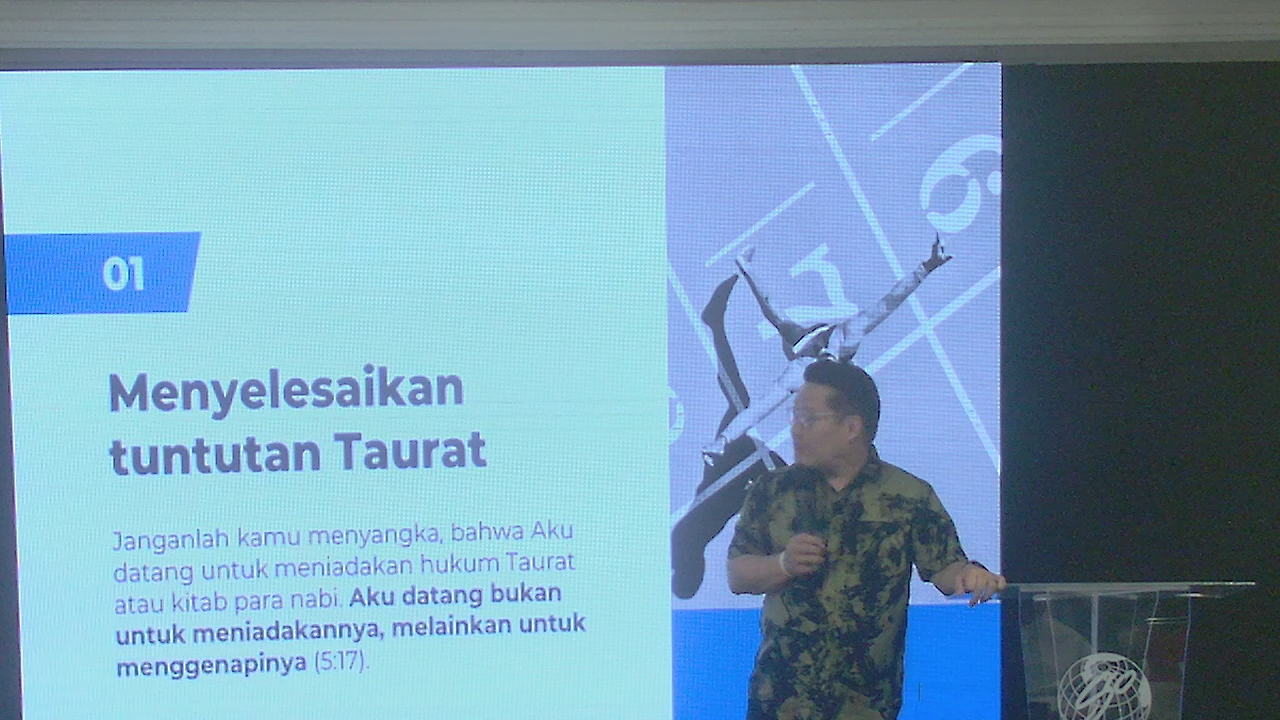 01
Menyelesaikan
tuntutan Taurat
Janganlah kamu menyangka, bahwa Aku
datang untuk meniadakan hukum Taurat
atau kitab para nabi. Aku datang bukan
untuk meniadakannya, melainkan untuk
menggenapinya (5:17).